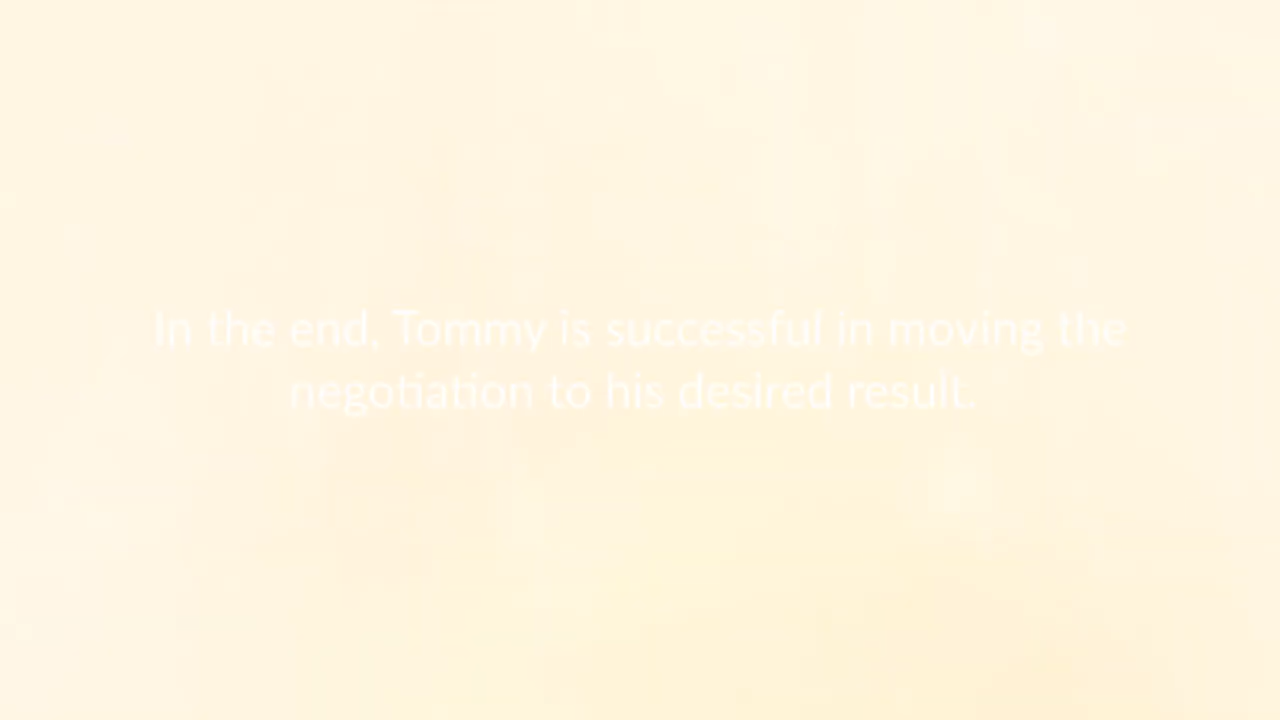 In the end, Tommy is successful in moving the
negotiation to his desired result.